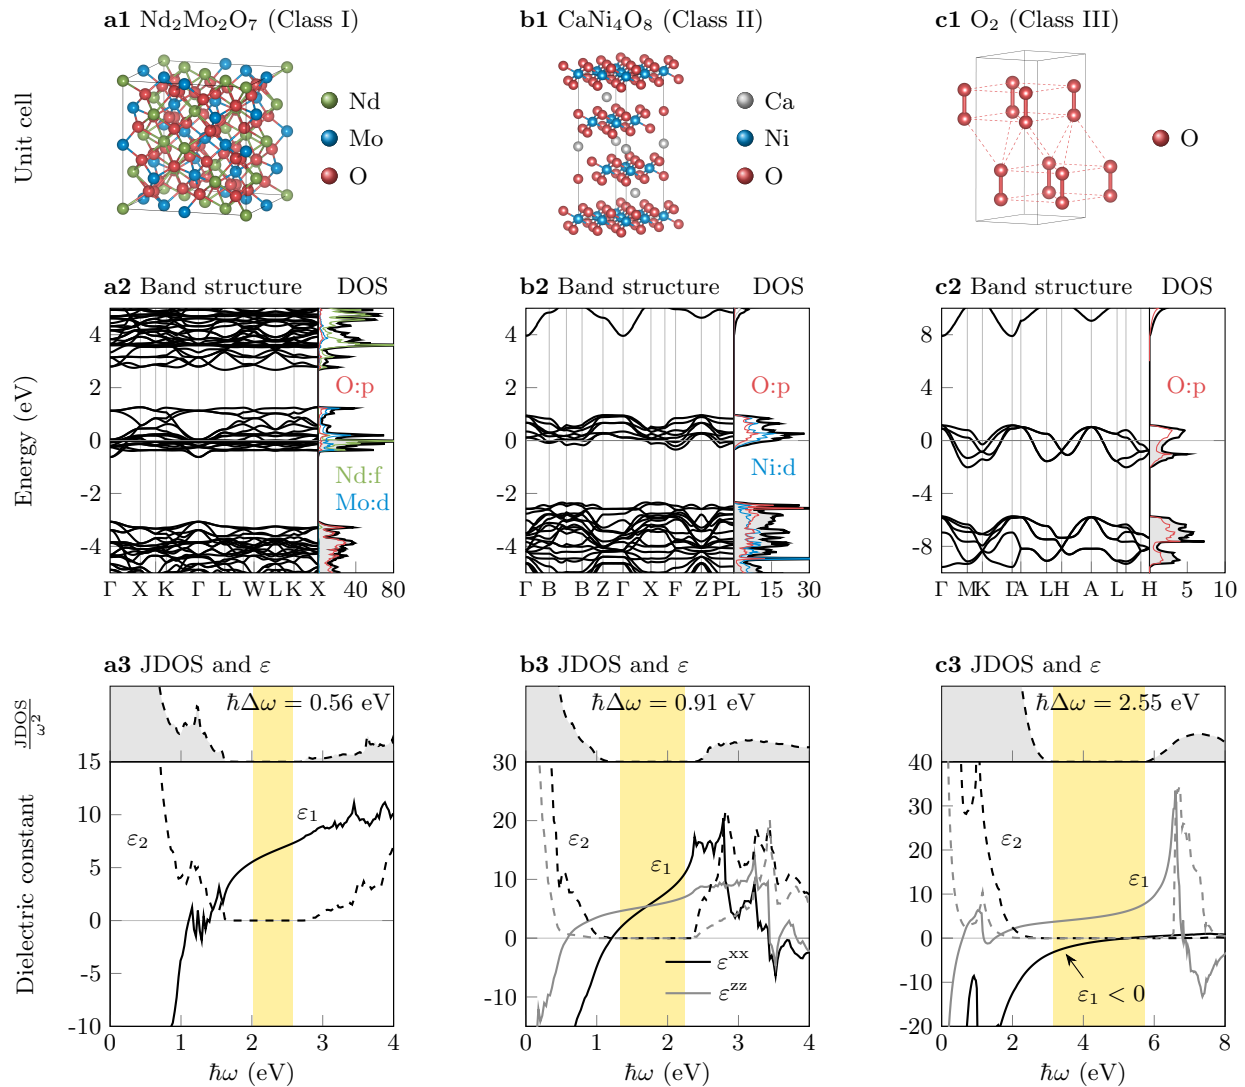 a1 Nd₂Mo₂O₇ (Class I)
b1 CaNi₄O₈ (Class II)
c1 O₂ (Class III)
Unit cell
Nd
Mo
O
Ca
Ni
O
O
a2 Band structure DOS
b2 Band structure DOS
c2 Band structure DOS
Energy (eV)
4
2
0
-2
-4
O:p
Nd:f
Mo:d
Γ X K Γ L W L K X 40 80
4
2
0
-2
-4
O:p
Ni:d
Γ B B Z Γ X F Z P L 15 30
8
4
0
-4
-8
O:p
Γ M K Γ A L H A L H 5 10
a3 JDOS and ε
b3 JDOS and ε
c3 JDOS and ε
JDOS
ω²
ℏΔω = 0.56 eV
ℏΔω = 0.91 eV
ℏΔω = 2.55 eV
Dielectric constant
15
10
5
0
-5
-10
ε₂
ε₁
0 1 2 3 4
ℏω (eV)
30
20
10
0
-10
ε₂
ε₁
εˣˣ
εᶻᶻ
0 1 2 3 4
ℏω (eV)
40
30
20
10
0
-10
-20
ε₂
ε₁
ε₁ < 0
0 2 4 6 8
ℏω (eV)